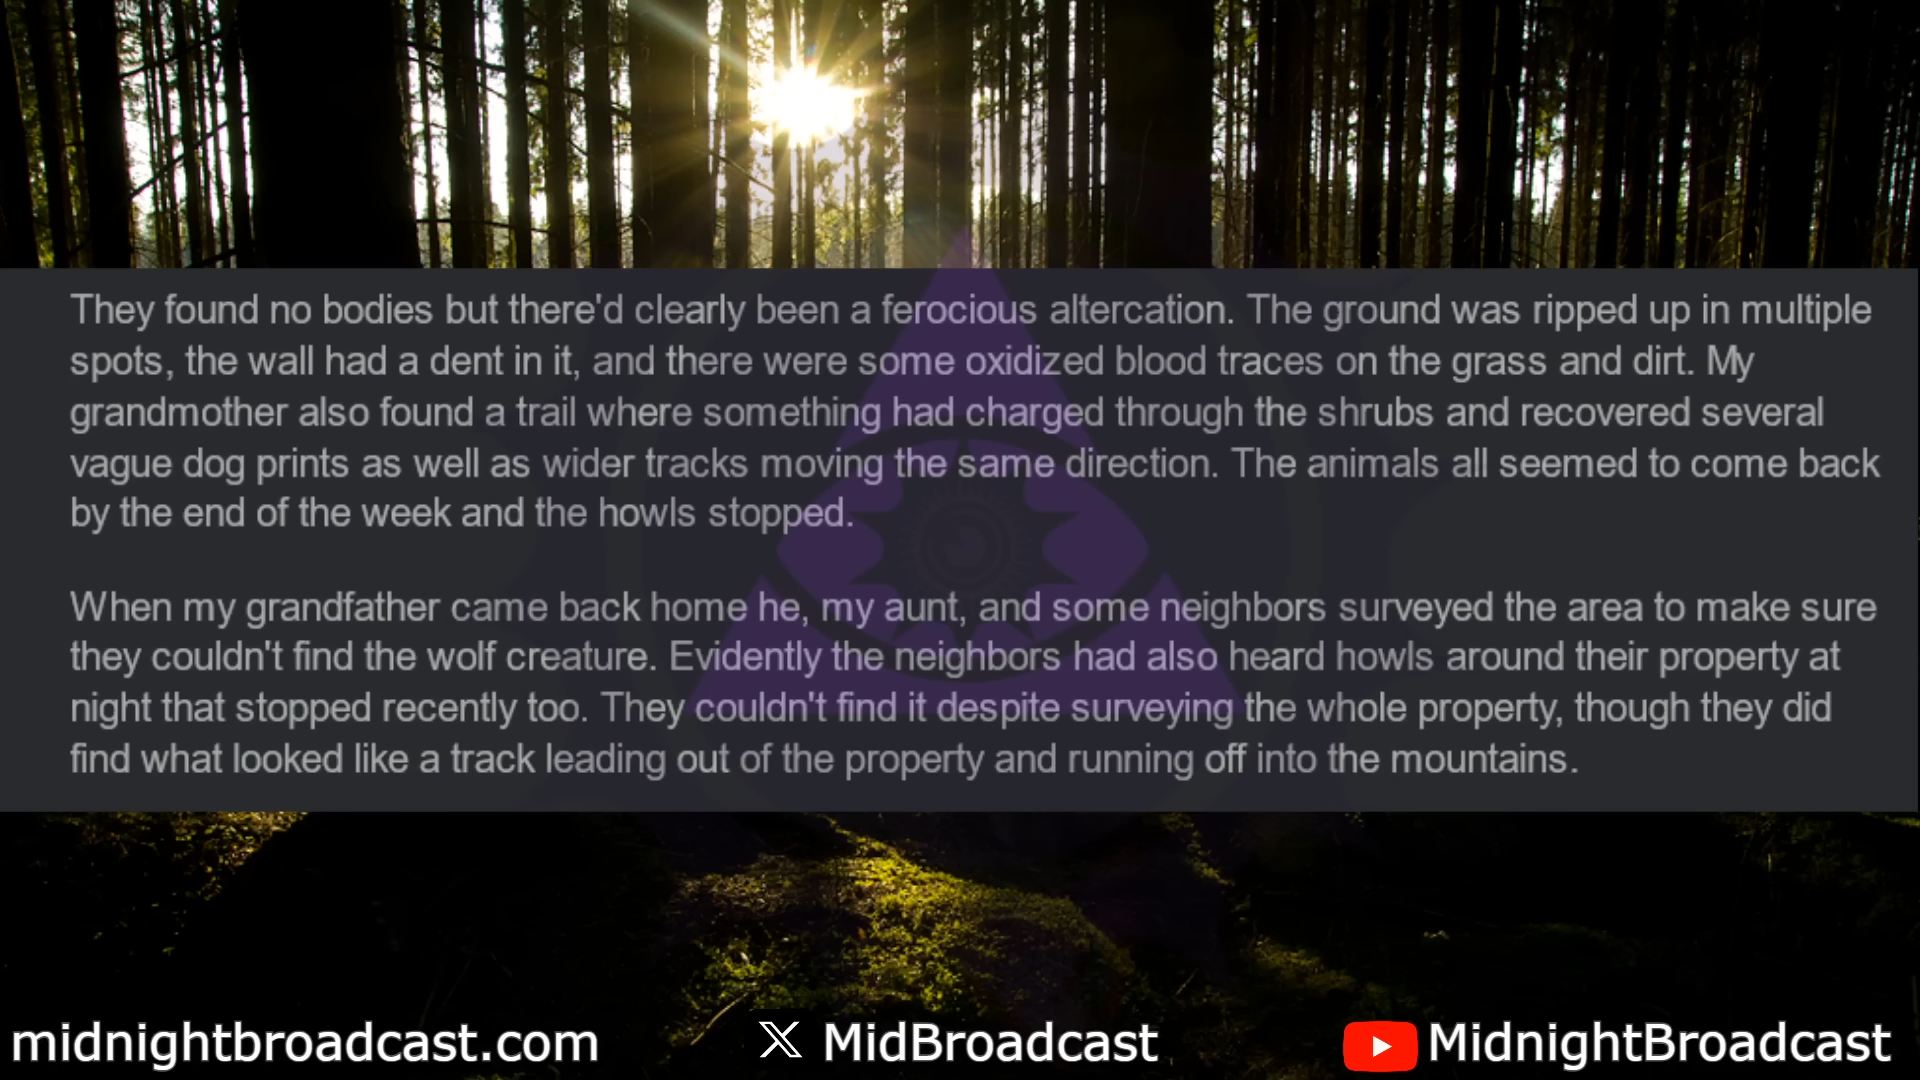 They found no bodies but there'd clearly been a ferocious altercation. The ground was ripped up in multiple
spots, the wall had a dent in it, and there were some oxidized blood traces on the grass and dirt. My
grandmother also found a trail where something had charged through the shrubs and recovered several
vague dog prints as well as wider tracks moving the same direction. The animals all seemed to come back
by the end of the week and the howls stopped.
When my grandfather came back home he, my aunt, and some neighbors surveyed the area to make sure
they couldn't find the wolf creature. Evidently the neighbors had also heard howls around their property at
night that stopped recently too. They couldn't find it despite surveying the whole property, though they did
find what looked like a track leading out of the property and running off into the mountains.
midnightbroadcast.com
MidBroadcast
MidnightBroadcast